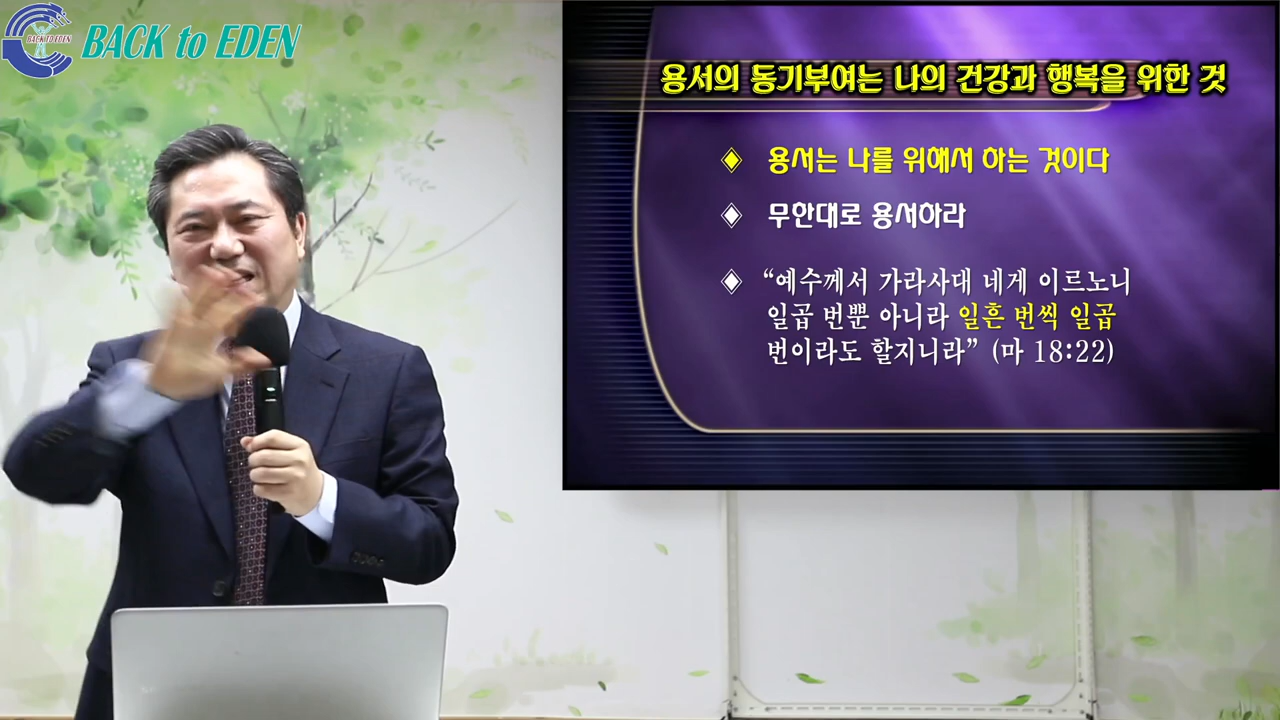 BACK to EDEN
BACK TO EDEN
용서의 동기부여는 나의 건강과 행복을 위한 것
용서는 나를 위해서 하는 것이다
무한대로 용서하라
“예수께서 가라사대 네게 이르노니
일곱 번뿐 아니라 일흔 번씩 일곱
번이라도 할지니라” (마 18:22)